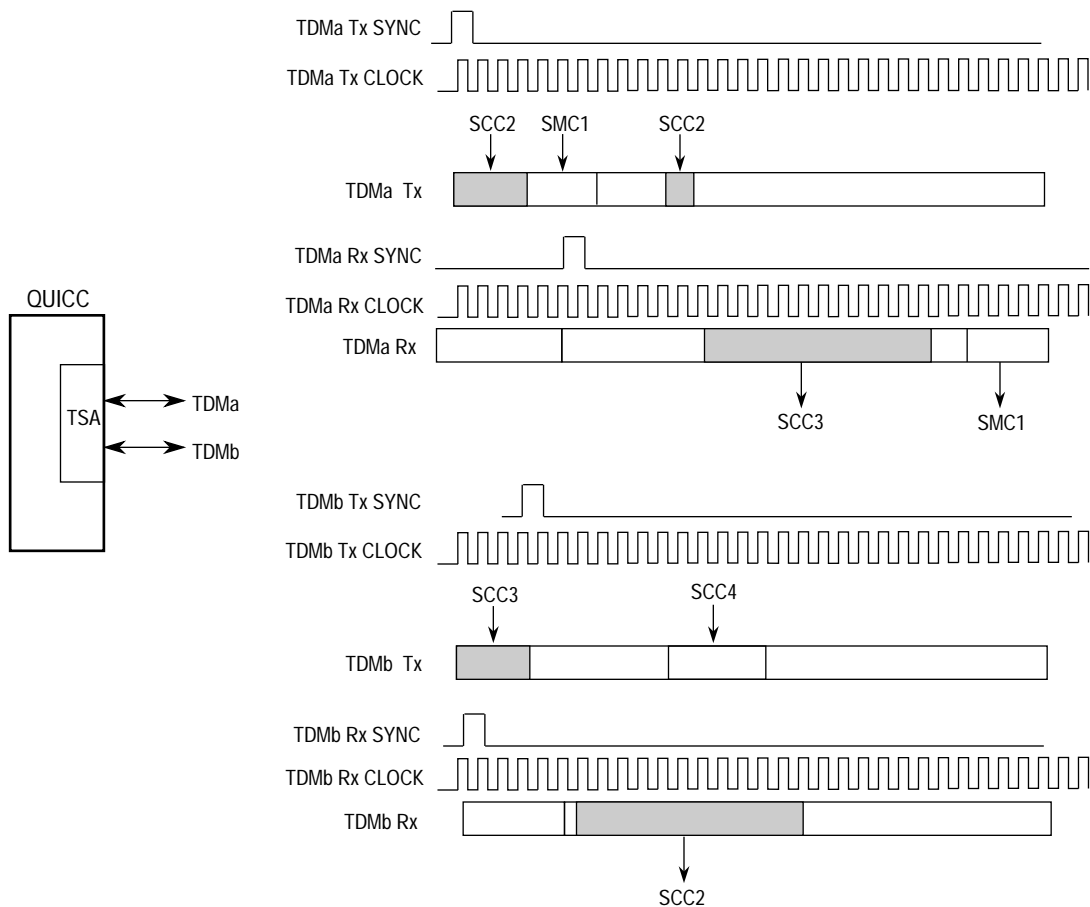 TDMa Tx SYNC
TDMa Tx CLOCK
SCC2 SMC1 SCC2
TDMa Tx
TDMa Rx SYNC
QUICC
TDMa Rx CLOCK
TDMa Rx
TSA
TDMa
SCC3 SMC1
TDMb
TDMb Tx SYNC
TDMb Tx CLOCK
SCC3 SCC4
TDMb Tx
TDMb Rx SYNC
TDMb Rx CLOCK
TDMb Rx
SCC2